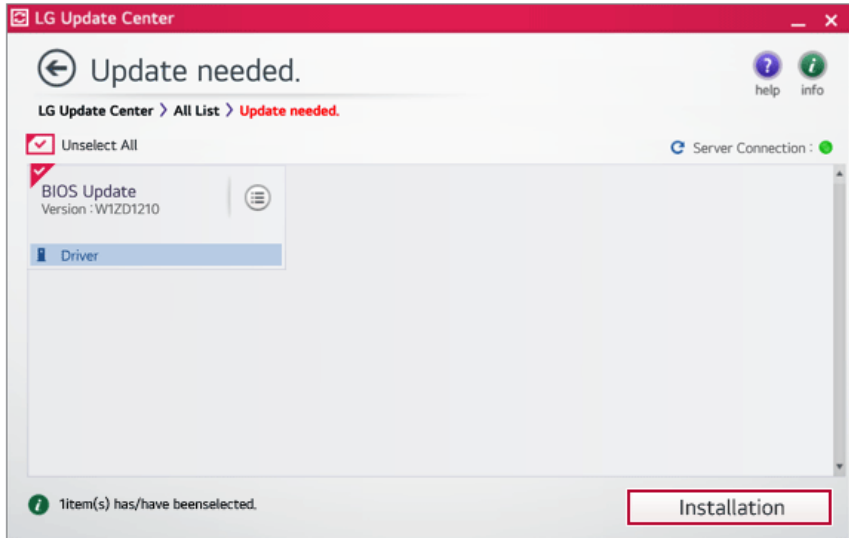 LG Update Center
Update needed.
help info
LG Update Center > All List > Update needed.
Unselect All
Server Connection :
BIOS Update
Version : W1ZD1210
Driver
1item(s) has/have beenselected.
Installation